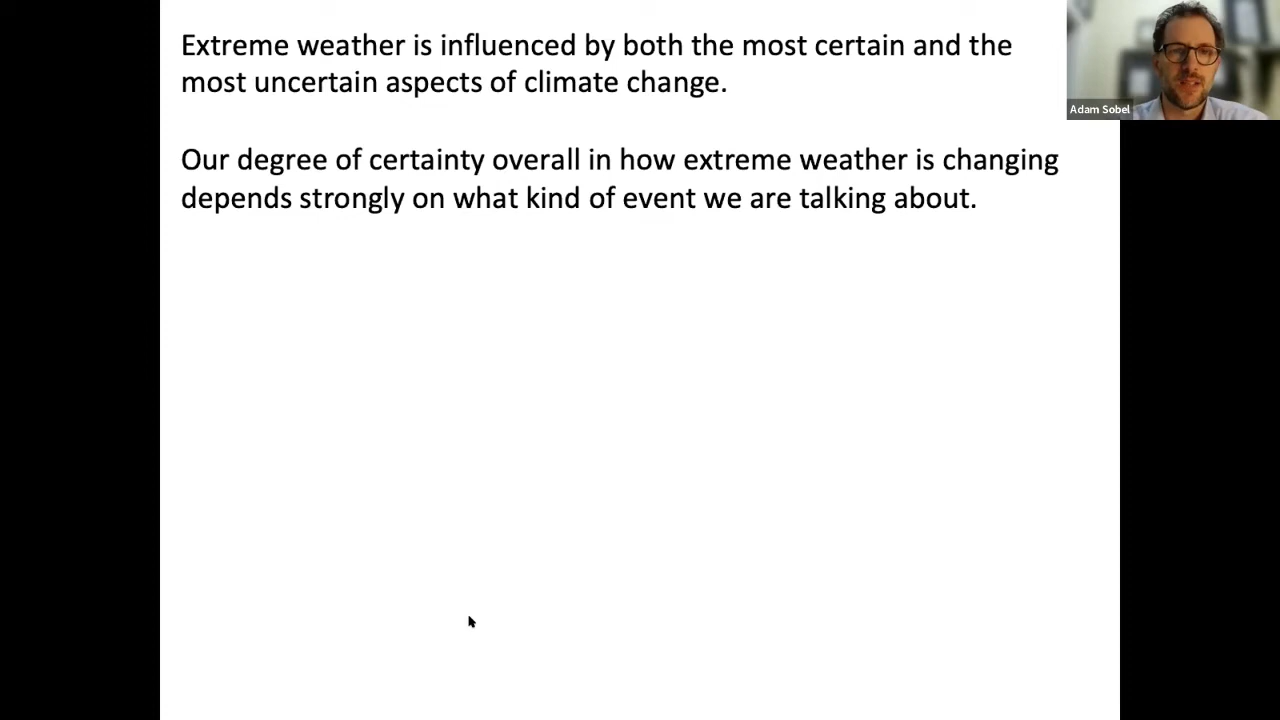 Extreme weather is influenced by both the most certain and the
most uncertain aspects of climate change.
Our degree of certainty overall in how extreme weather is changing
depends strongly on what kind of event we are talking about.
Adam Sobel